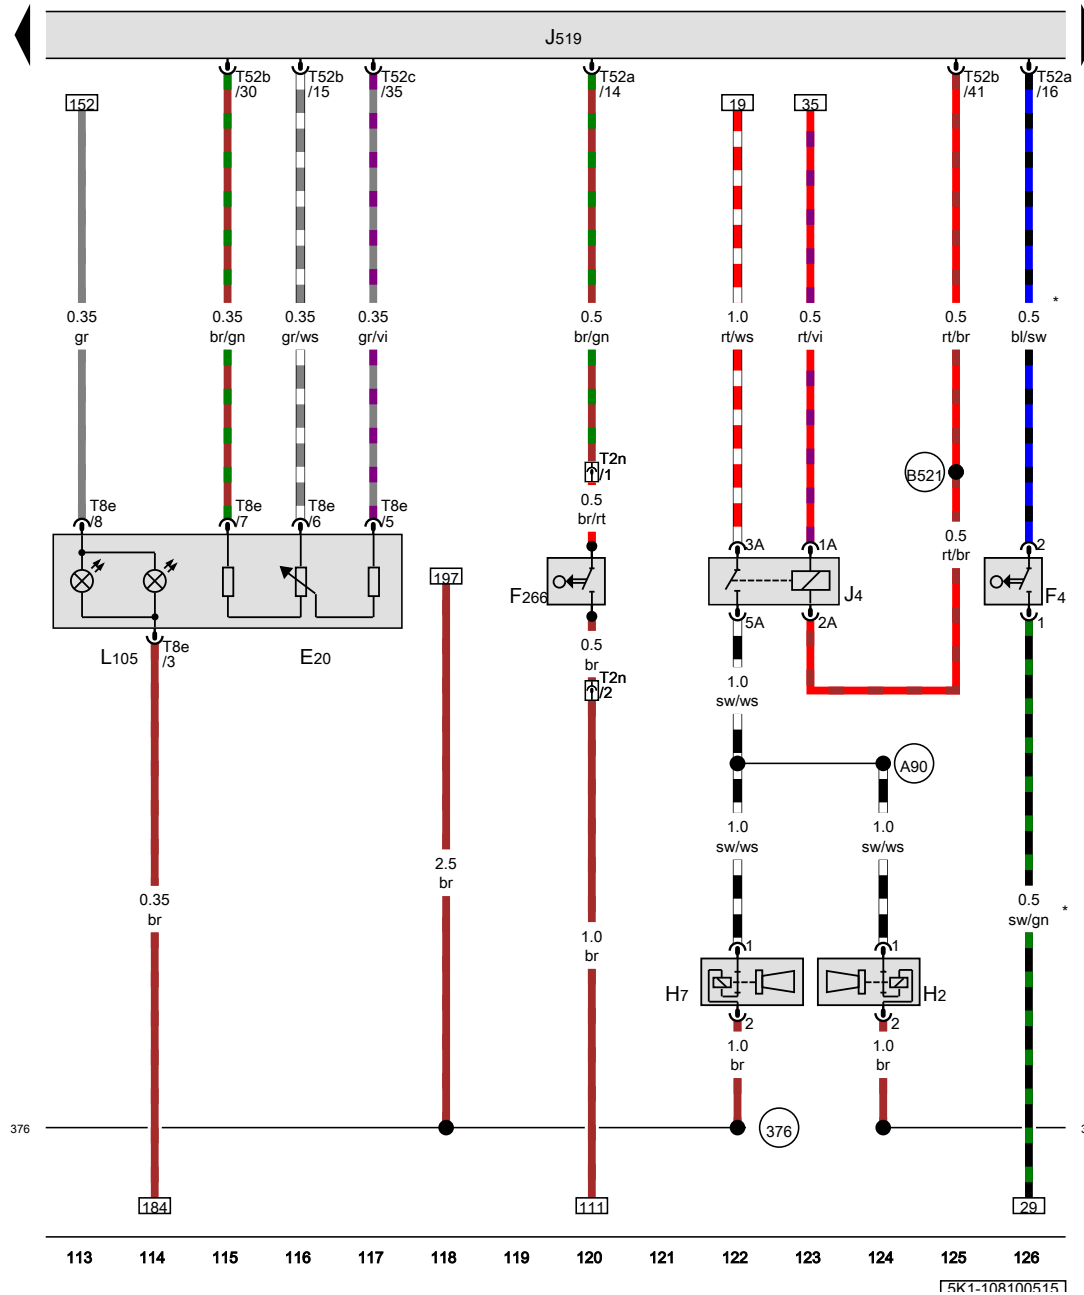 J519
T52b
/30
T52b
/15
T52c
/35
T52a
/14
T52b
/41
T52a
/16
152
19
35
*
0.35
gr
0.35
br/gn
0.35
gr/ws
0.35
gr/vi
0.5
br/gn
1.0
rt/ws
0.5
rt/vi
0.5
rt/br
0.5
bl/sw
T2n
/1
B521
T8e
/8
T8e
/7
T8e
/6
T8e
/5
0.5
br/rt
0.5
rt/br
3A
1A
2
197
F266
J4
F4
5A
2A
1
L105
T8e
/3
E20
0.5
br
T2n
/2
1.0
sw/ws
A90
1.0
sw/ws
1.0
sw/ws
2.5
br
0.35
br
0.5
sw/gn
*
1.0
br
1
1
H7
H2
2
2
1.0
br
1.0
br
376
376
184
111
29
113 114 115 116 117 118 119 120 121 122 123 124 125 126
5K1-108100515